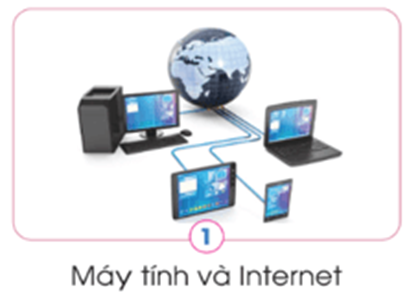 1
Máy tính và Internet